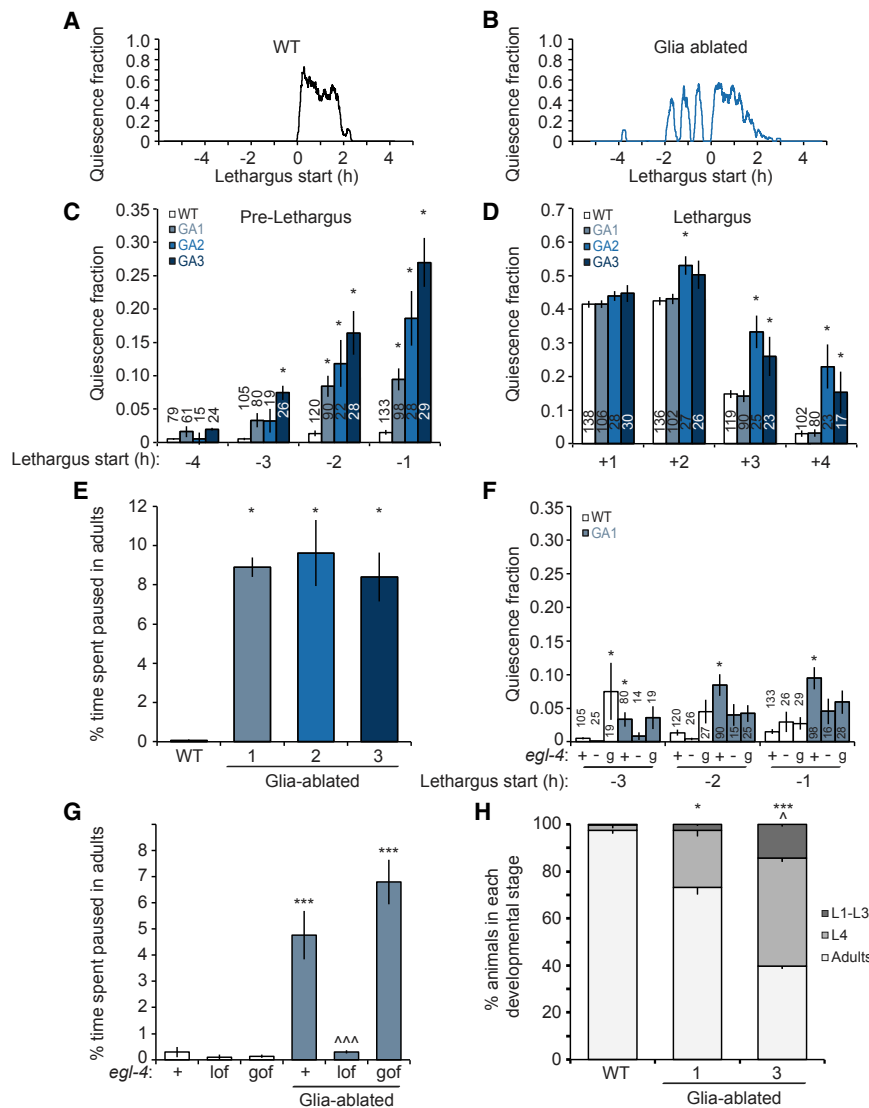 A
WT
Quiescence fraction
1.0
0.8
0.6
0.4
0.2
0
-4 -2 0 2 4
Lethargus start (h)
B
Glia ablated
Quiescence fraction
1.0
0.8
0.6
0.4
0.2
0
-4 -2 0 2 4
Lethargus start (h)
C
Pre-Lethargus
WT
GA1
GA2
GA3
Quiescence fraction
0.35
0.30
0.25
0.20
0.15
0.10
0.05
0
79 61 15 24
105 80 19 * 26
120 * 90 * 22 * 28
133 * 98 * 28 * 29
Lethargus start (h): -4 -3 -2 -1
D
Lethargus
WT
GA1
GA2
GA3
Quiescence fraction
0.7
0.6
0.5
0.4
0.3
0.2
0.1
0
138 106 28 30
136 102 * 27 26
119 90 * 25 * 23
102 80 * 23 * 17
+1 +2 +3 +4
E
% time spent paused in adults
12
10
8
6
4
2
0
* * *
WT 1 2 3
Glia-ablated
F
WT
GA1
Quiescence fraction
0.35
0.30
0.25
0.20
0.15
0.10
0.05
0
105 25 * 19 * 80 14 19
120 26 27 * 90 15 25
133 26 29 * 98 16 28
egl-4: + - g + - g + - g + - g + - g + - g
Lethargus start (h): -3 -2 -1
G
% time spent paused in adults
8
7
6
5
4
3
2
1
0
*** ^^^ ***
egl-4: + lof gof + lof gof
Glia-ablated
H
% animals in each
developmental stage
100
80
60
40
20
0
* ***
^
L1-L3
L4
Adults
WT 1 3
Glia-ablated